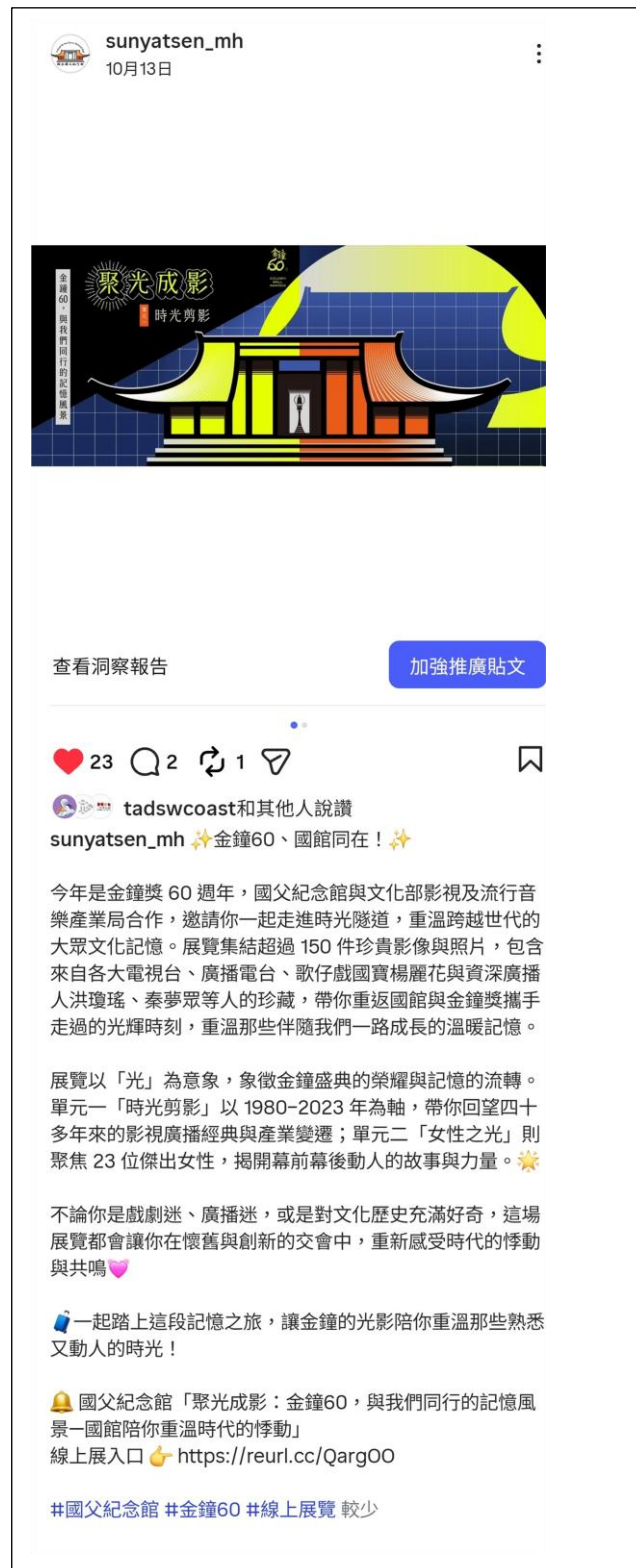 sunyatsen_mh
10月13日
金鐘60，與我們同行的記憶風景
聚光成影
時光剪影
金鐘
60
查看洞察報告
加強推廣貼文
23 2 1
tadswcoast和其他人說讚
sunyatsen_mh ✨金鐘60、國館同在！✨
今年是金鐘獎 60 週年，國父紀念館與文化部影視及流行音
樂產業局合作，邀請你一起走進時光隧道，重溫跨越世代的
大眾文化記憶。展覽集結超過 150 件珍貴影像與照片，包含
來自各大電視台、廣播電台、歌仔戲國寶楊麗花與資深廣播
人洪瓊瑤、秦夢眾等人的珍藏，帶你重返國館與金鐘獎攜手
走過的光輝時刻，重溫那些伴隨我們一路成長的溫暖記憶。
展覽以「光」為意象，象徵金鐘盛典的榮耀與記憶的流轉。
單元一「時光剪影」以 1980–2023 年為軸，帶你回望四十
多年來的影視廣播經典與產業變遷；單元二「女性之光」則
聚焦 23 位傑出女性，揭開幕前幕後動人的故事與力量。🌟
不論你是戲劇迷、廣播迷，或是對文化歷史充滿好奇，這場
展覽都會讓你在懷舊與創新的交會中，重新感受時代的悸動
與共鳴💓
🧳一起踏上這段記憶之旅，讓金鐘的光影陪你重溫那些熟悉
又動人的時光！
🔔 國父紀念館「聚光成影：金鐘60，與我們同行的記憶風
景—國館陪你重溫時代的悸動」
線上展入口 👉 https://reurl.cc/QargOO
#國父紀念館 #金鐘60 #線上展覽 較少